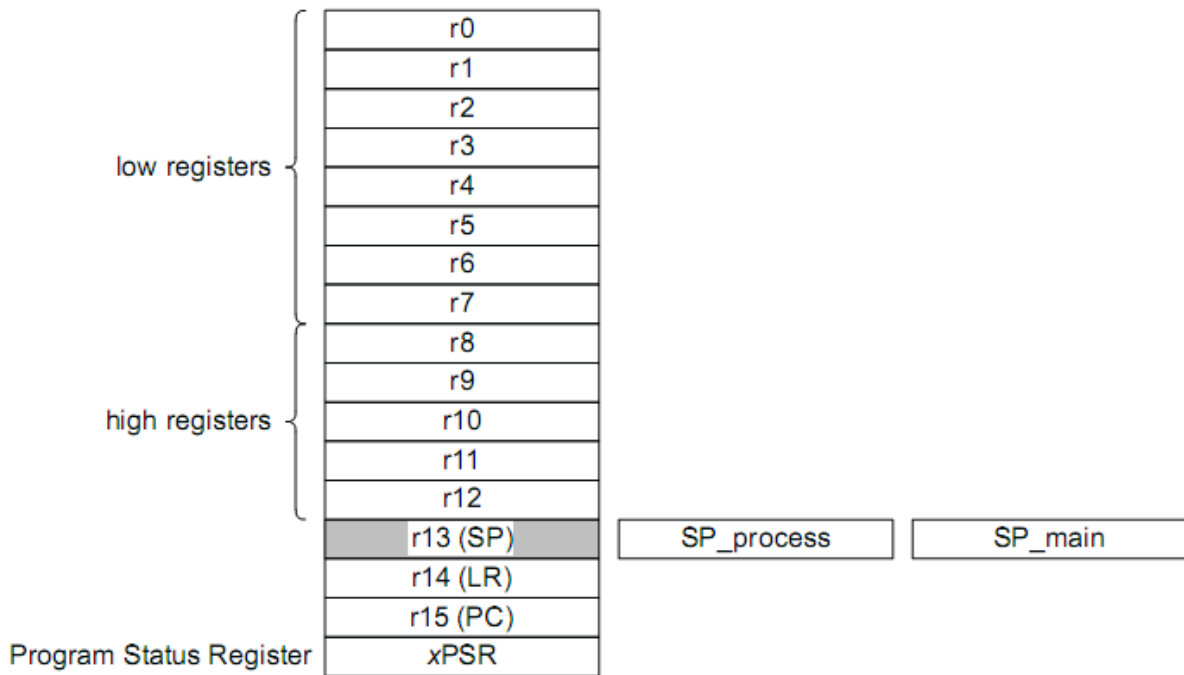 r0
r1
r2
r3
low registers
r4
r5
r6
r7
r8
r9
high registers
r10
r11
r12
r13 (SP)
SP_process
SP_main
r14 (LR)
r15 (PC)
Program Status Register
xPSR